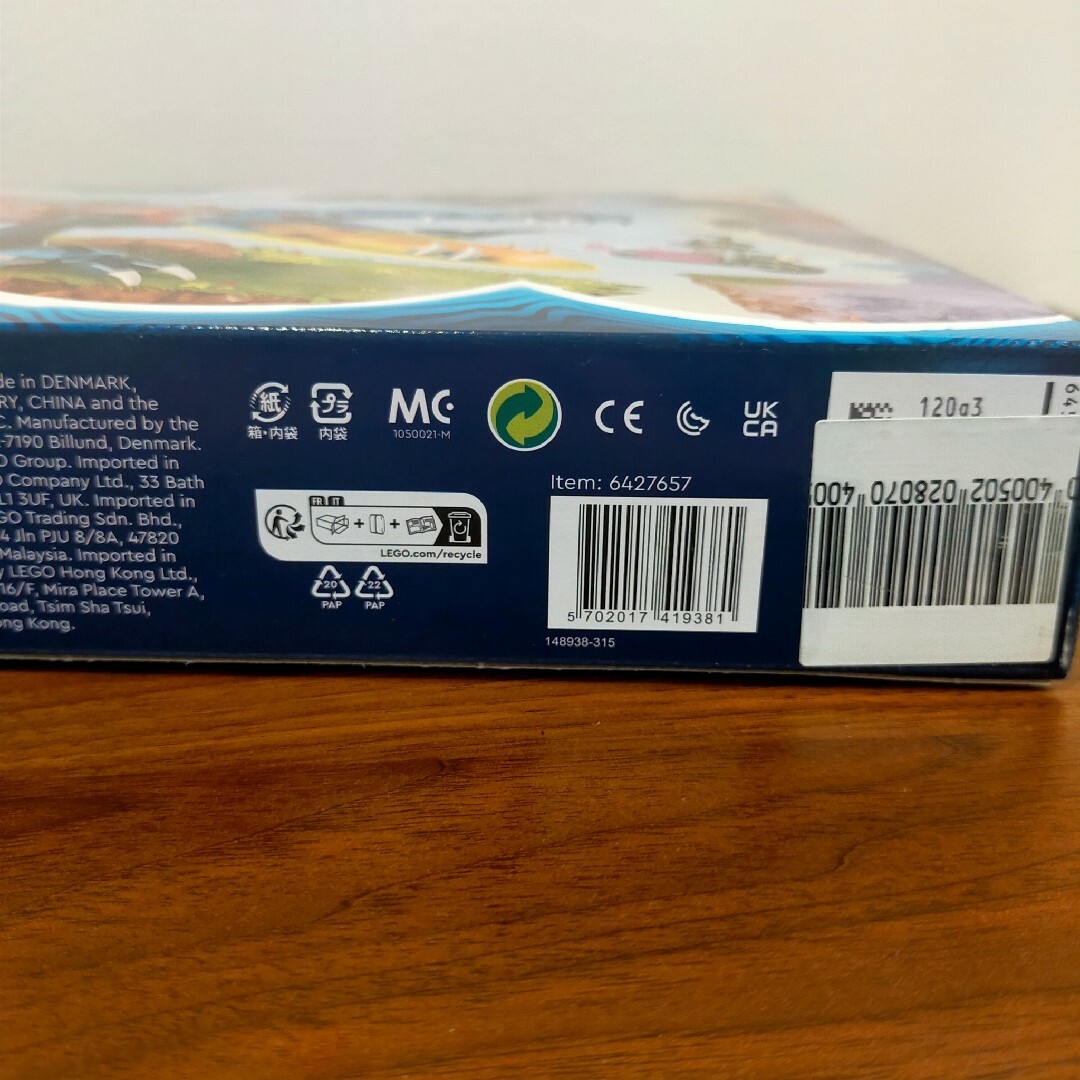 de in DENMARK,
RY, CHINA and the
C. Manufactured by the
-7190 Billund, Denmark.
O Group. Imported in
O Company Ltd., 33 Bath
L1 3UF, UK. Imported in
GO Trading Sdn. Bhd.,
4 Jln PJU 8/8A, 47820
Malaysia. Imported in
y LEGO Hong Kong Ltd.,
16/F, Mira Place Tower A,
oad, Tsim Sha Tsui,
ong Kong.
紙
箱・内袋
プラ
内袋
MC
1050021-M
CE
UK
CA
FR IT
LEGO.com/recycle
20
PAP
22
PAP
Item: 6427657
5 702017 419381
148938-315
120a3
400502 028070 400